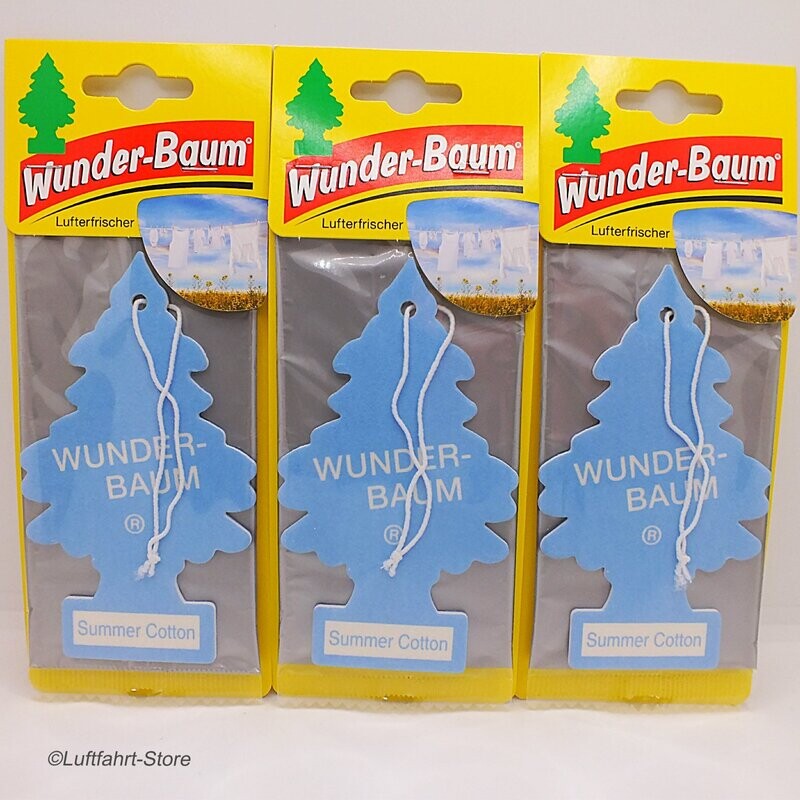 Wunder-Baum®
Lufterfrischer
WUNDER-
BAUM
®
Summer Cotton
Wunder-Baum®
Lufterfrischer
WUNDER-
BAUM
®
Summer Cotton
Wunder-Baum®
Lufterfrischer
WUNDER-
BAUM
®
Summer Cotton
©Luftfahrt-Store